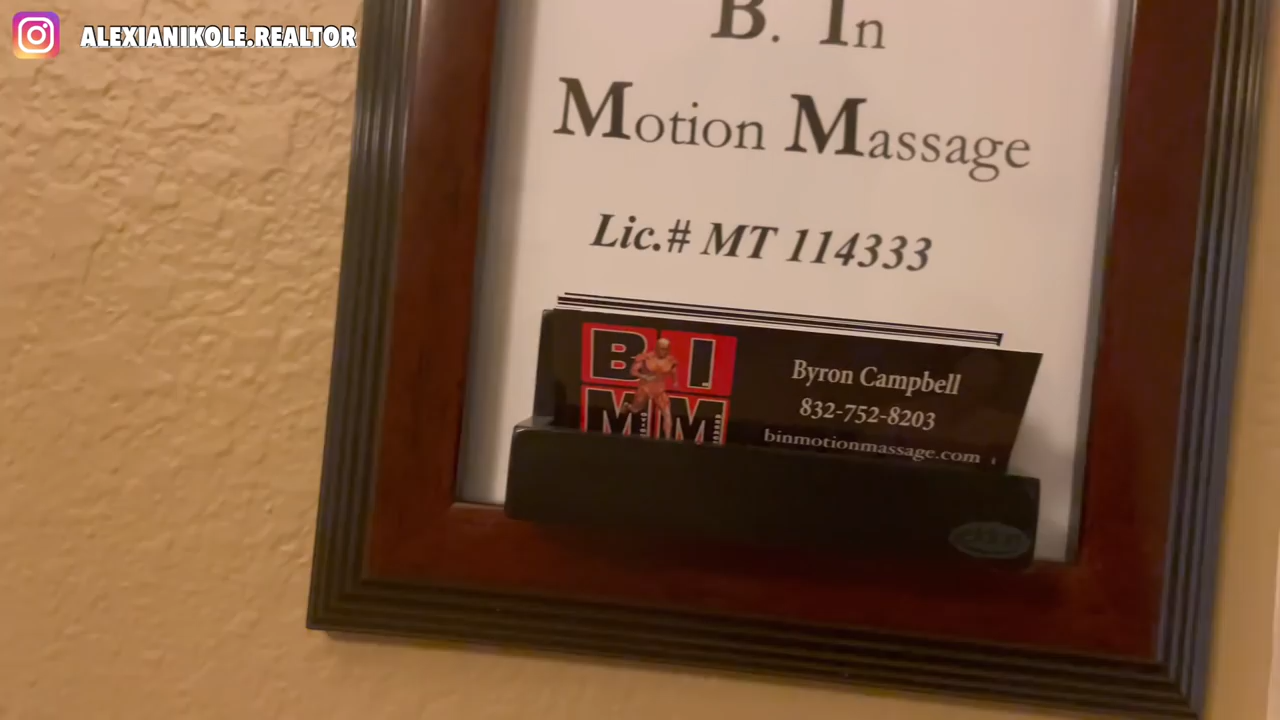 ALEXIANIKOLE.REALTOR
B. In
Motion Massage
Lic.# MT 114333
B I
M M
Byron Campbell
832-752-8203
binmotionmassage.com